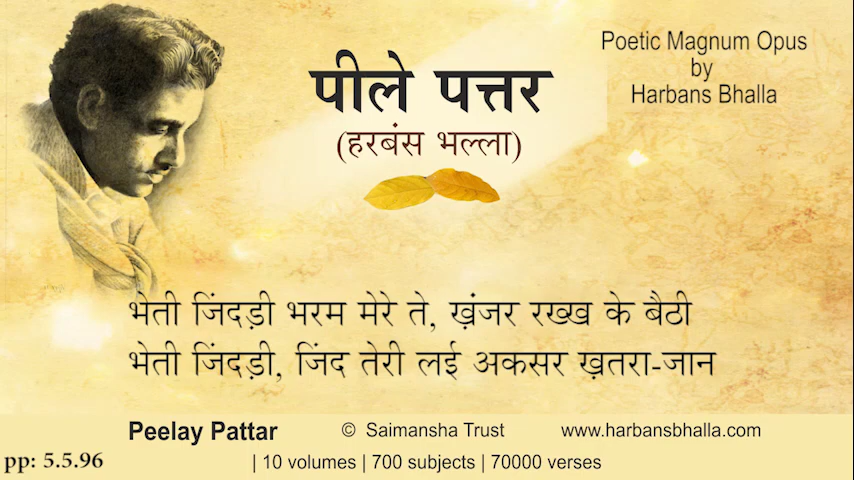 पीले पत्तर
(हरबंस भल्ला)
Poetic Magnum Opus
by
Harbans Bhalla
भेती जिंदड़ी भरम मेरे ते, ख़ंजर रख्ख के बैठी
भेती जिंदड़ी, जिंद तेरी लई अकसर ख़तरा-जान
Peelay Pattar © Saimansha Trust www.harbansbhalla.com
pp: 5.5.96 | 10 volumes | 700 subjects | 70000 verses